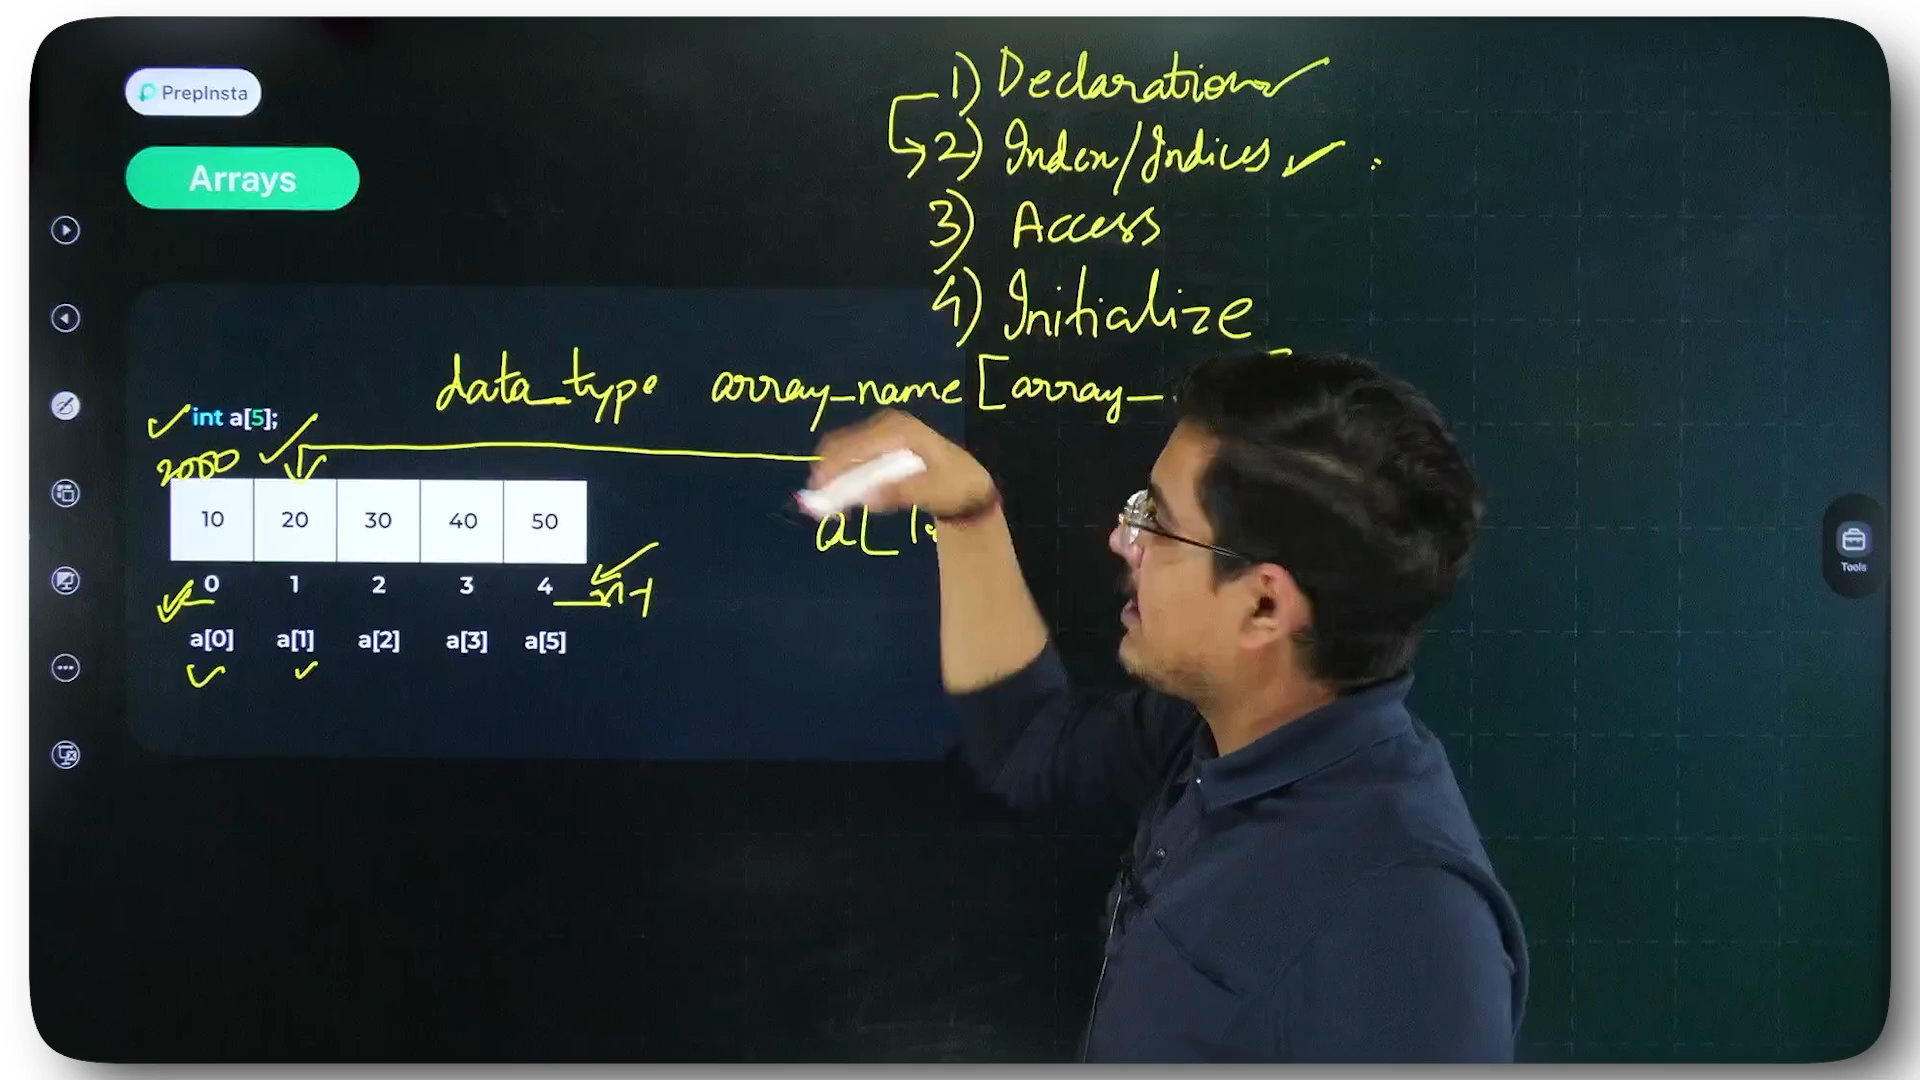 PrepInsta
Arrays
1) Declaration
2) Index/Indices
3) Access
4) Initialize
data_type array_name [array_
int a[5];
2000
10 20 30 40 50
0 1 2 3 4 n-1
a[0] a[1] a[2] a[3] a[5]
a[1
Tools